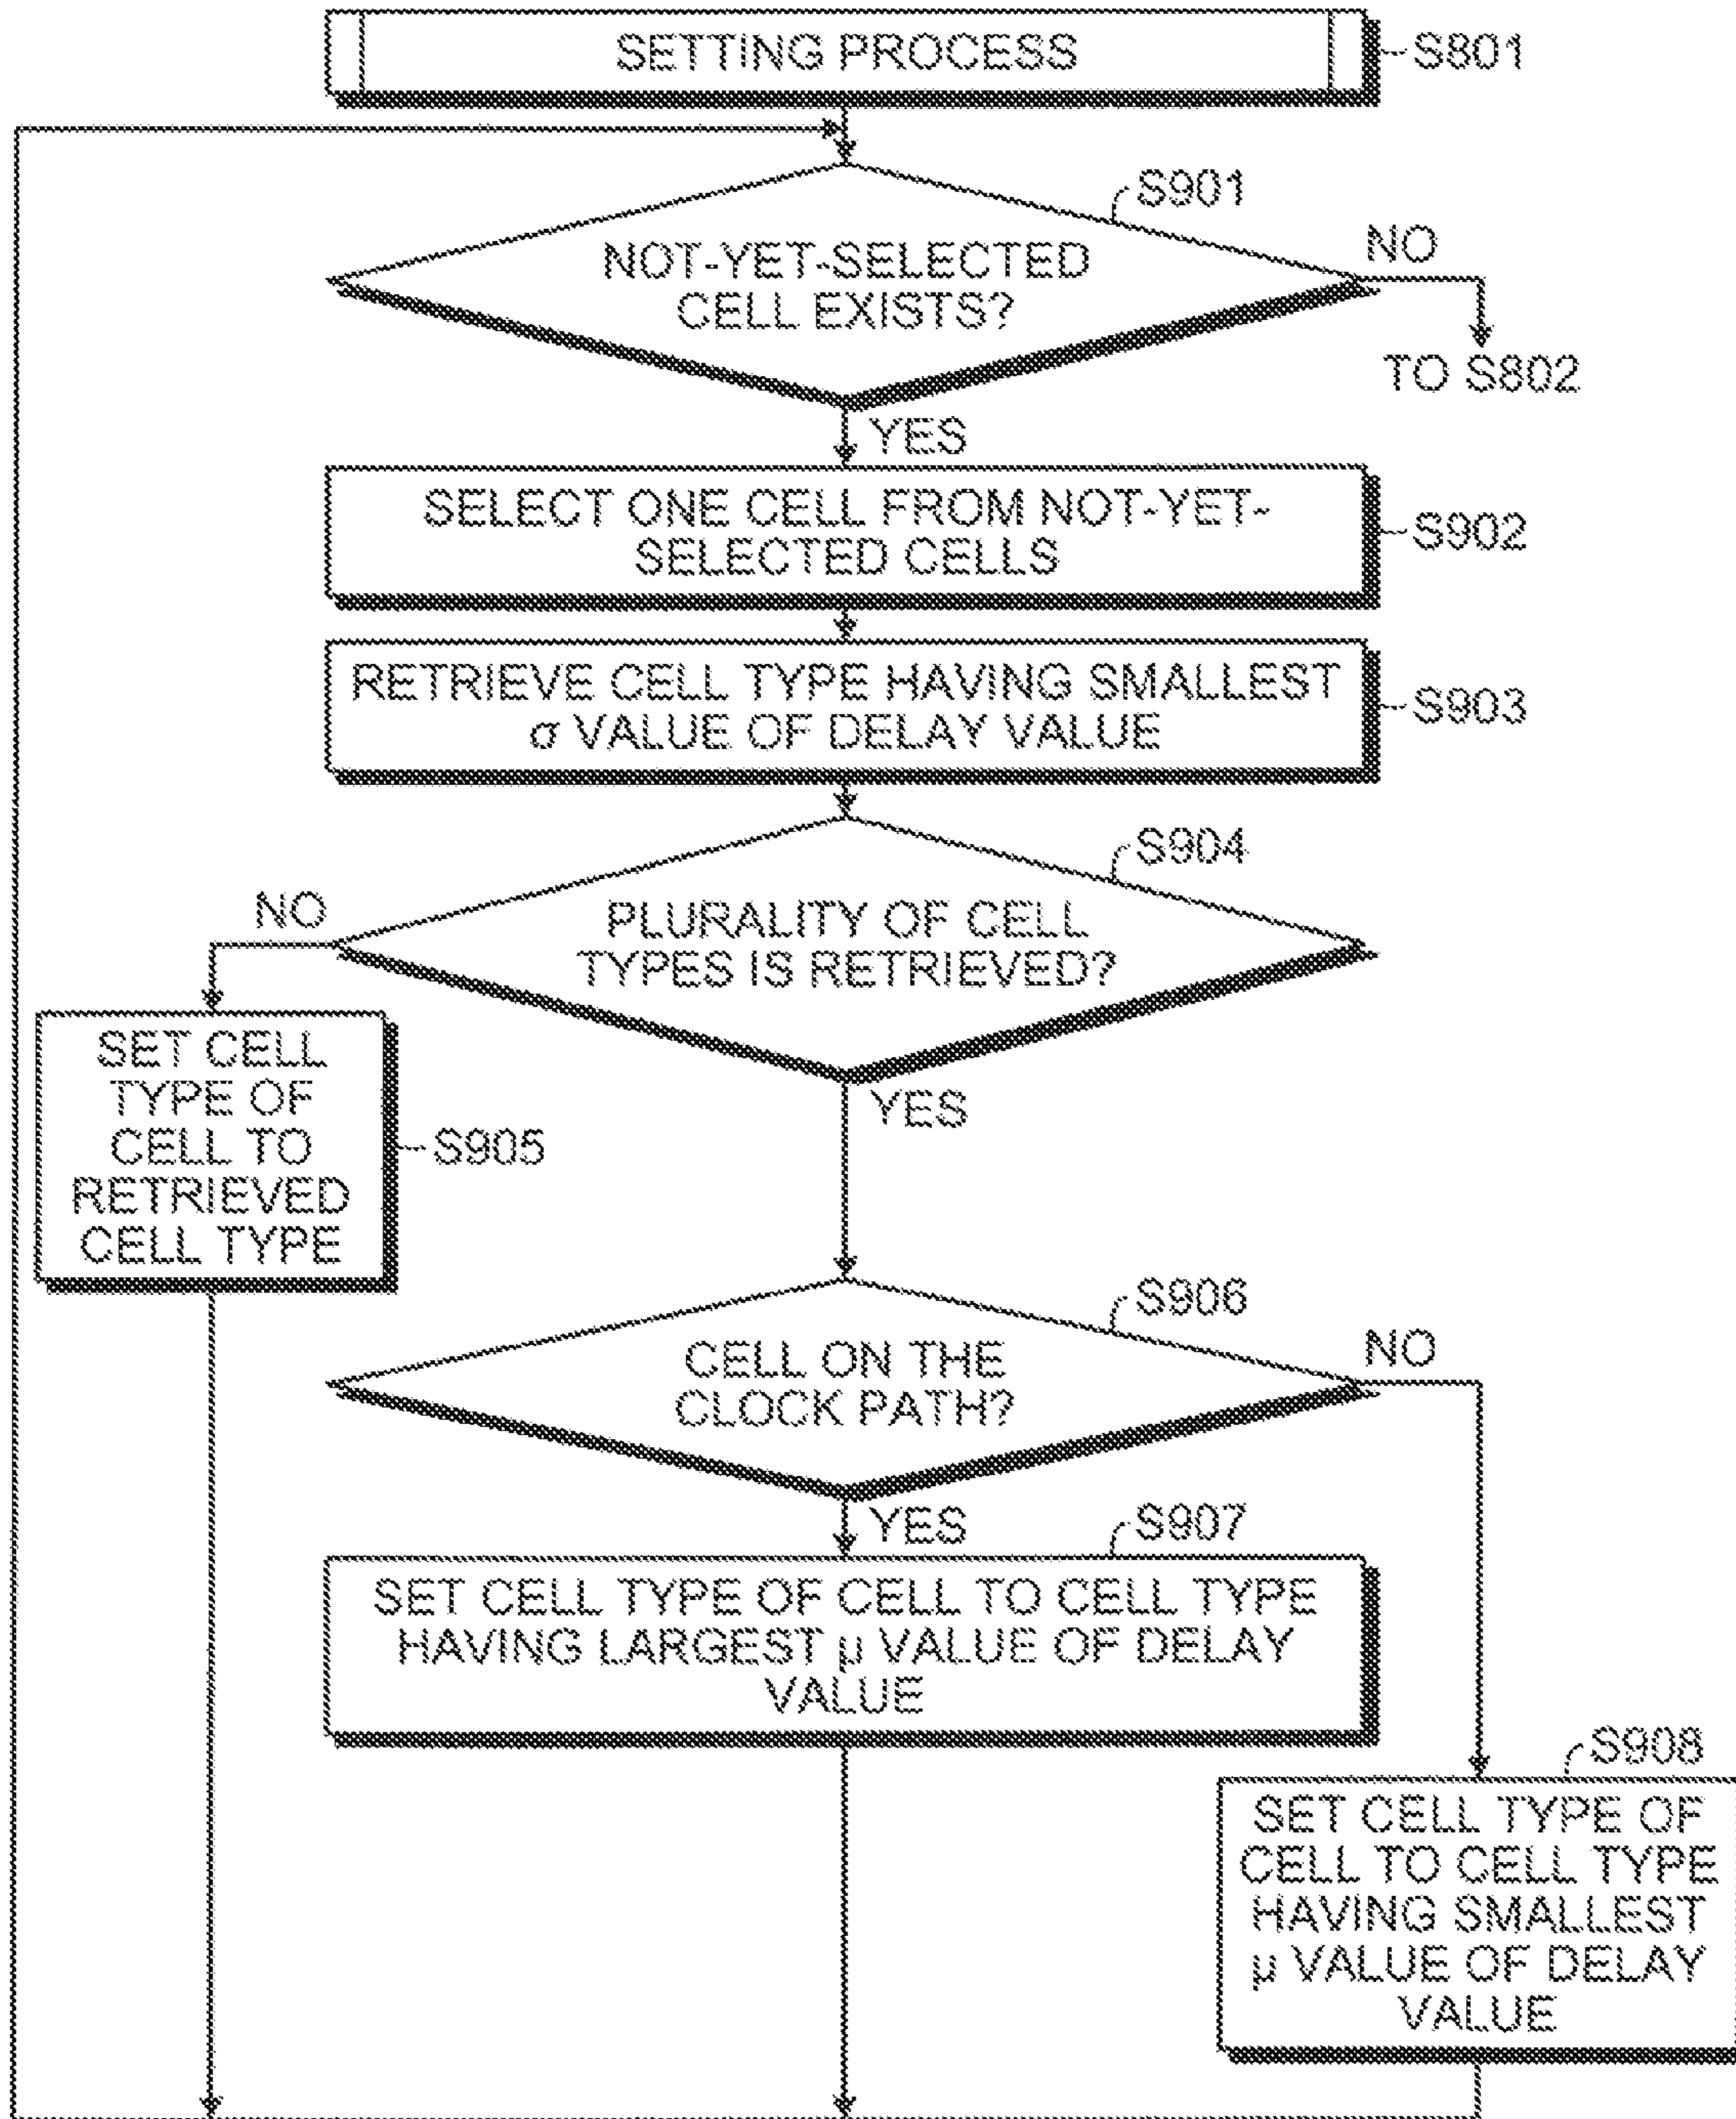 SETTING PROCESS
S801
S901
NOT-YET-SELECTED
CELL EXISTS?
NO
TO S802
YES
SELECT ONE CELL FROM NOT-YET-
SELECTED CELLS
S902
RETRIEVE CELL TYPE HAVING SMALLEST
σ VALUE OF DELAY VALUE
S903
S904
PLURALITY OF CELL
TYPES IS RETRIEVED?
NO
YES
SET CELL
TYPE OF
CELL TO
RETRIEVED
CELL TYPE
S905
S906
CELL ON THE
CLOCK PATH?
NO
YES
S907
SET CELL TYPE OF CELL TO CELL TYPE
HAVING LARGEST μ VALUE OF DELAY
VALUE
S908
SET CELL TYPE OF
CELL TO CELL TYPE
HAVING SMALLEST
μ VALUE OF DELAY
VALUE